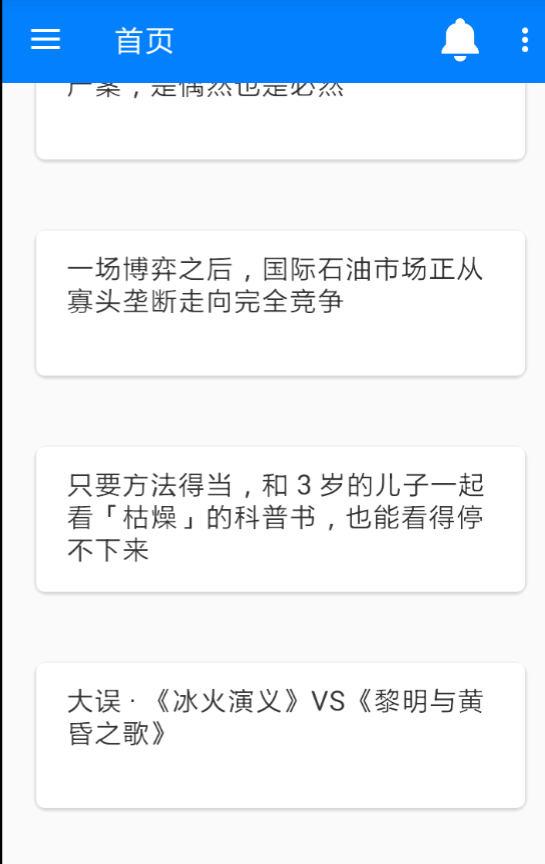 首页
尸案，是偶然也是必然
一场博弈之后，国际石油市场正从
寡头垄断走向完全竞争
只要方法得当，和 3 岁的儿子一起
看「枯燥」的科普书，也能看得停
不下来
大误 · 《冰火演义》VS《黎明与黄
昏之歌》